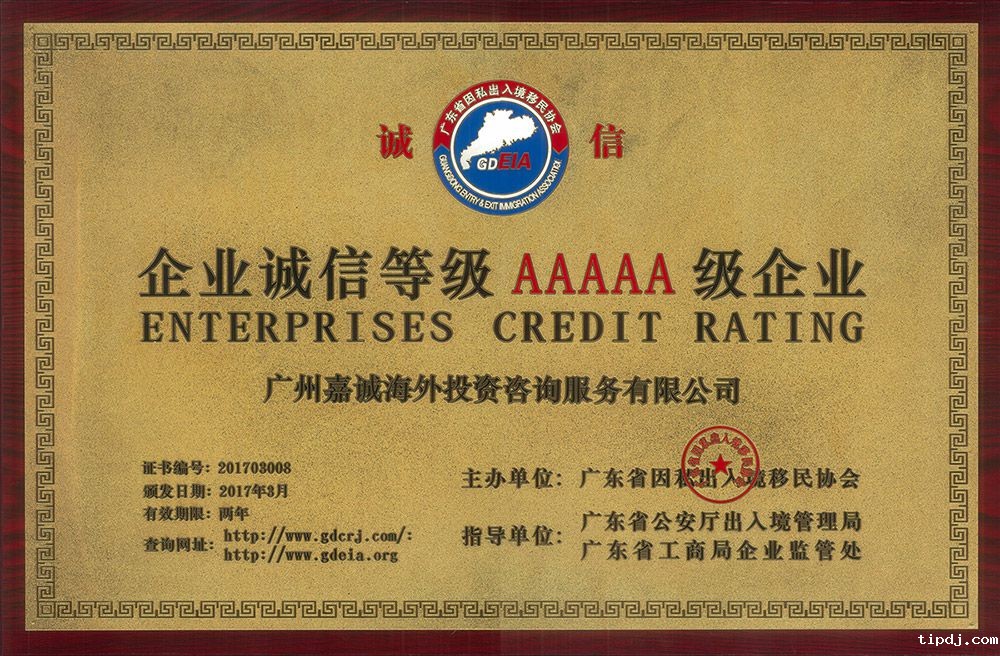 广东省因私出入境移民协会
诚 信
GDEIA
GUANGDONG ENTRY & EXIT IMMIGRATION ASSOCIATION
企业诚信等级 AAAAA 级企业
ENTERPRISES CREDIT RATING
广州嘉诚海外投资咨询服务有限公司
证书编号：201703008
颁发日期：2017年3月
有效期限：两年
查询网址：http://www.gdcrj.com/:
http://www.gdeia.org
主办单位：广东省因私出入境移民协会
指导单位：广东省公安厅出入境管理局
广东省工商局企业监管处
tipdj.com